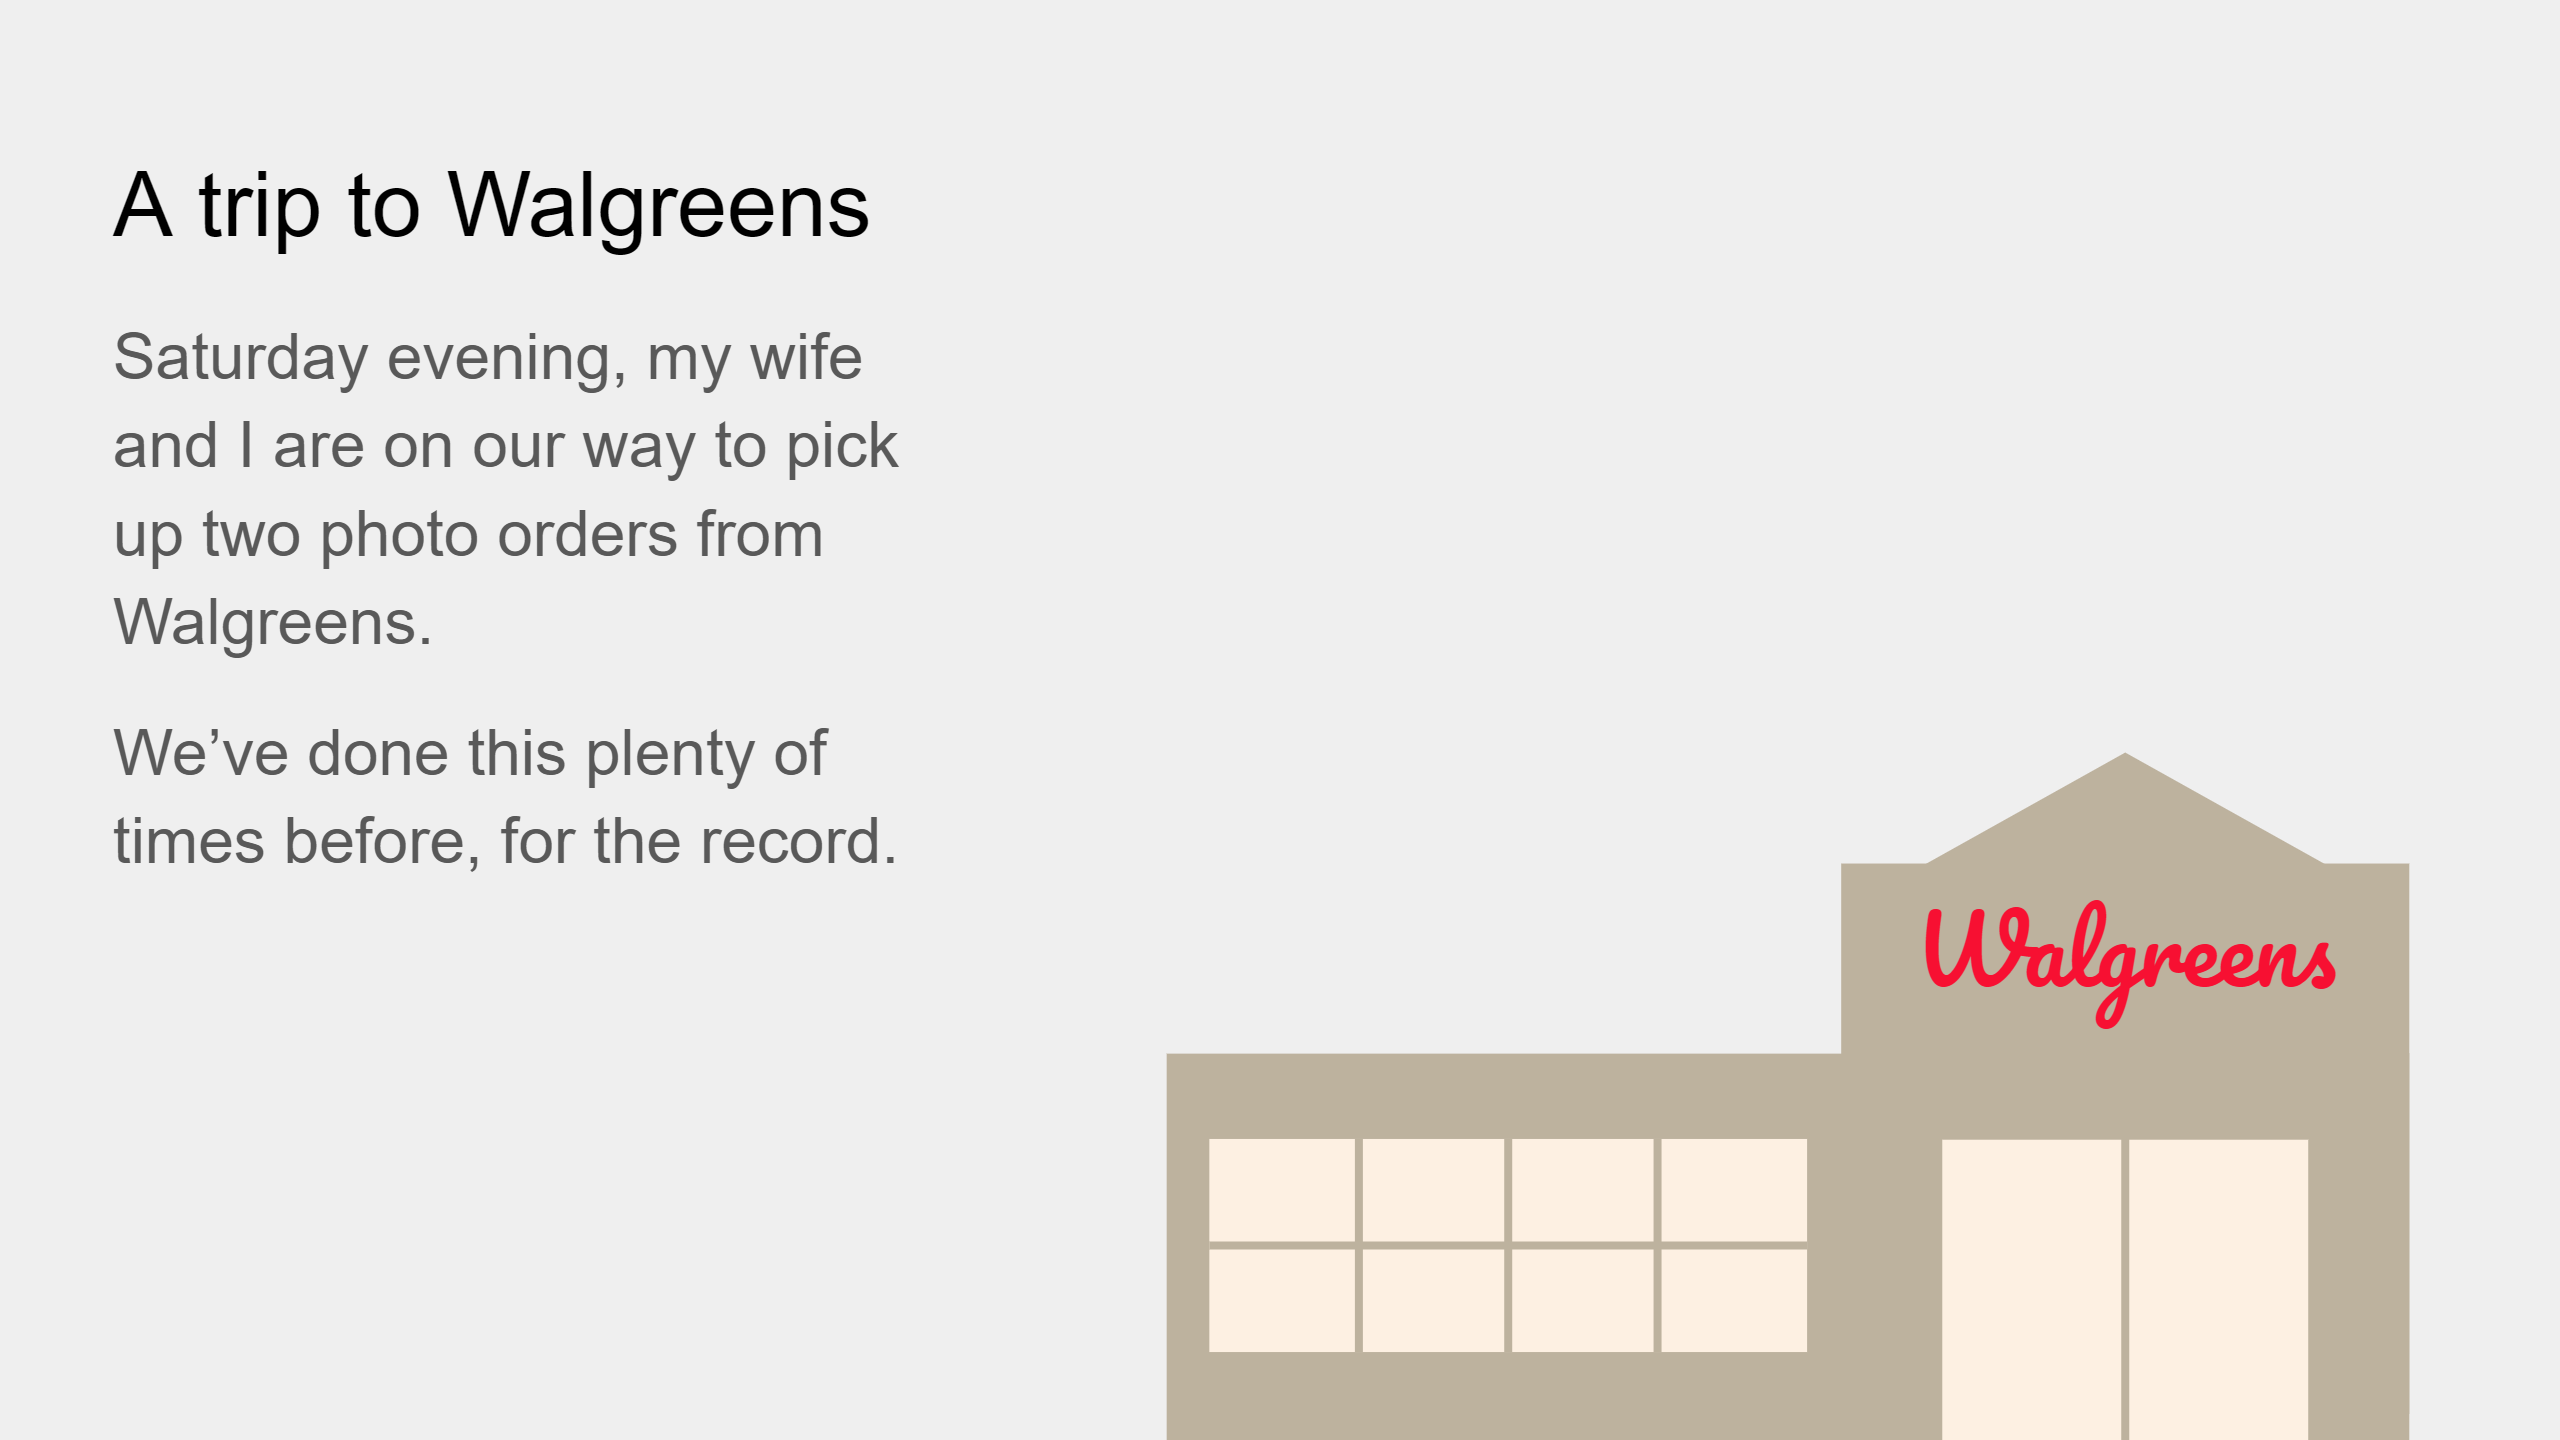 A trip to Walgreens
Saturday evening, my wife
and I are on our way to pick
up two photo orders from
Walgreens.
We’ve done this plenty of
times before, for the record.
Walgreens